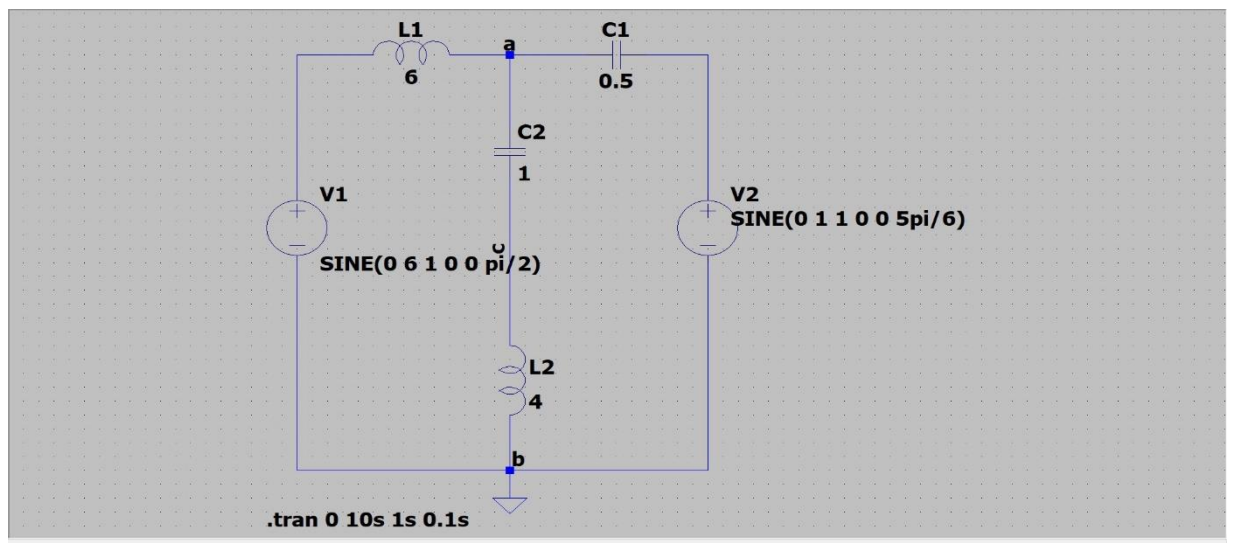 L1
C1
a
6
0.5
C2
1
V1
V2
+
+
SINE(0 1 1 0 0 5pi/6)
c
SINE(0 6 1 0 0 pi/2)
L2
4
b
.tran 0 10s 1s 0.1s